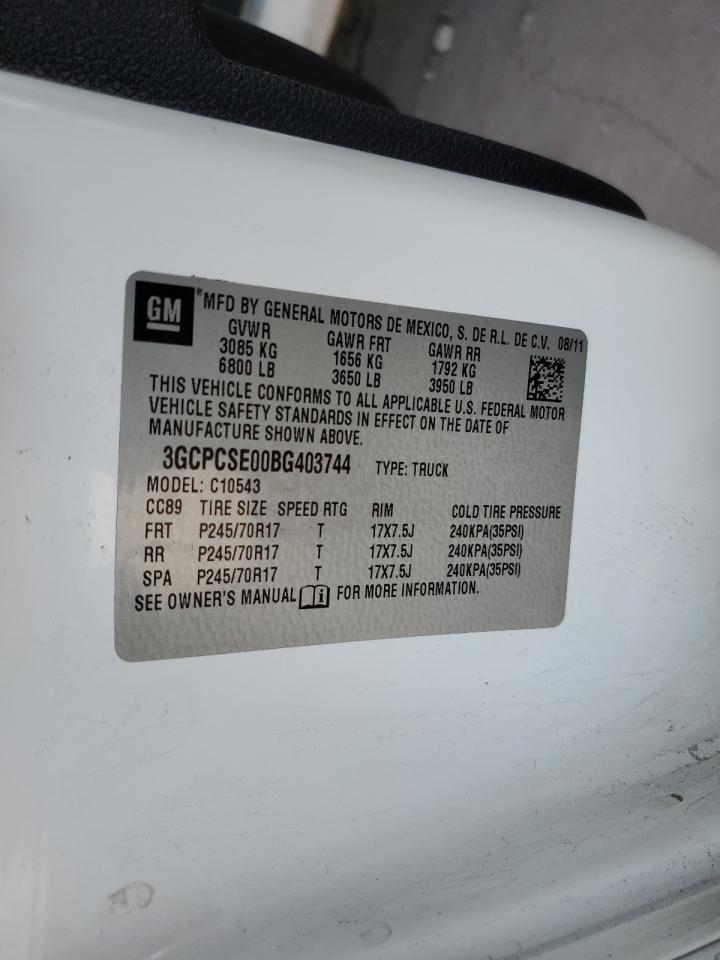 GM ®MFD BY GENERAL MOTORS DE MEXICO, S. DE R.L. DE C.V. 08/11
GVWR GAWR FRT GAWR RR
3085 KG 1656 KG 1792 KG
6800 LB 3650 LB 3950 LB
THIS VEHICLE CONFORMS TO ALL APPLICABLE U.S. FEDERAL MOTOR
VEHICLE SAFETY STANDARDS IN EFFECT ON THE DATE OF
MANUFACTURE SHOWN ABOVE.
3GCPCSE00BG403744 TYPE: TRUCK
MODEL: C10543
CC89 TIRE SIZE SPEED RTG RIM COLD TIRE PRESSURE
FRT P245/70R17 T 17X7.5J 240KPA(35PSI)
RR P245/70R17 T 17X7.5J 240KPA(35PSI)
SPA P245/70R17 T 17X7.5J 240KPA(35PSI)
SEE OWNER'S MANUAL i FOR MORE INFORMATION.